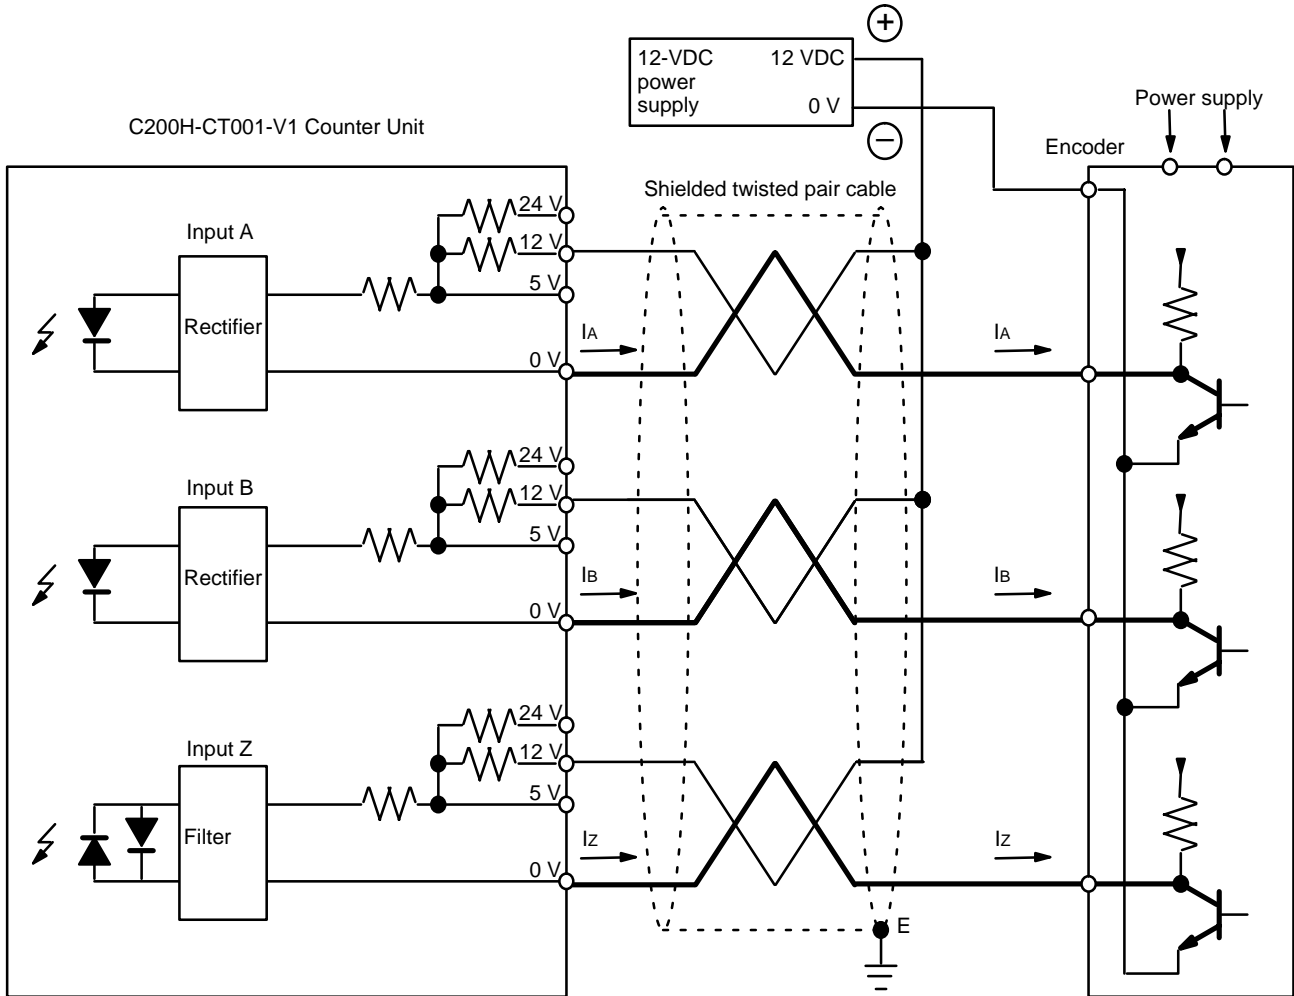 +
12-VDC power supply
12 VDC
0 V
−
C200H-CT001-V1 Counter Unit
Power supply
Encoder
Shielded twisted pair cable
Input A
24 V
12 V
5 V
Rectifier
IA
IA
0 V
Input B
24 V
12 V
5 V
Rectifier
IB
IB
0 V
Input Z
24 V
12 V
5 V
Filter
IZ
IZ
0 V
E